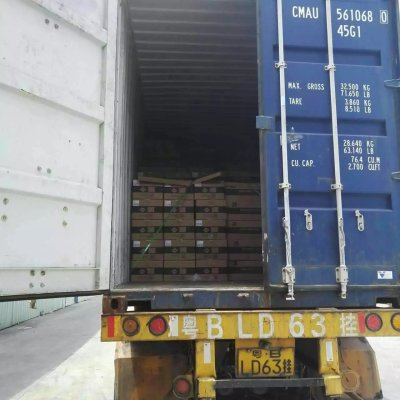 CMAU 561068 0
45G1
MAX. GROSS 32.500 KG
71.650 LB
TARE 3.860 KG
8.510 LB
NET 28.640 KG
63.140 LB
CU. CAP. 76.4 CU.M
2.700 CU.FT
粤B LD63挂
粤B
LD63挂